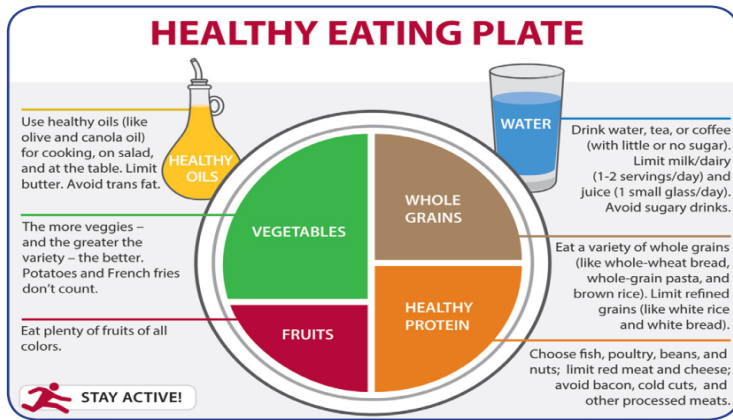 HEALTHY EATING PLATE
Use healthy oils (like
olive and canola oil)
for cooking, on salad,
and at the table. Limit
butter. Avoid trans fat.
HEALTHY
OILS
The more veggies –
and the greater the
variety – the better.
Potatoes and French fries
don’t count.
Eat plenty of fruits of all
colors.
STAY ACTIVE!
VEGETABLES
FRUITS
WHOLE
GRAINS
HEALTHY
PROTEIN
WATER
Drink water, tea, or coffee
(with little or no sugar).
Limit milk/dairy
(1-2 servings/day) and
juice (1 small glass/day).
Avoid sugary drinks.
Eat a variety of whole grains
(like whole-wheat bread,
whole-grain pasta, and
brown rice). Limit refined
grains (like white rice
and white bread).
Choose fish, poultry, beans, and
nuts; limit red meat and cheese;
avoid bacon, cold cuts, and
other processed meats.